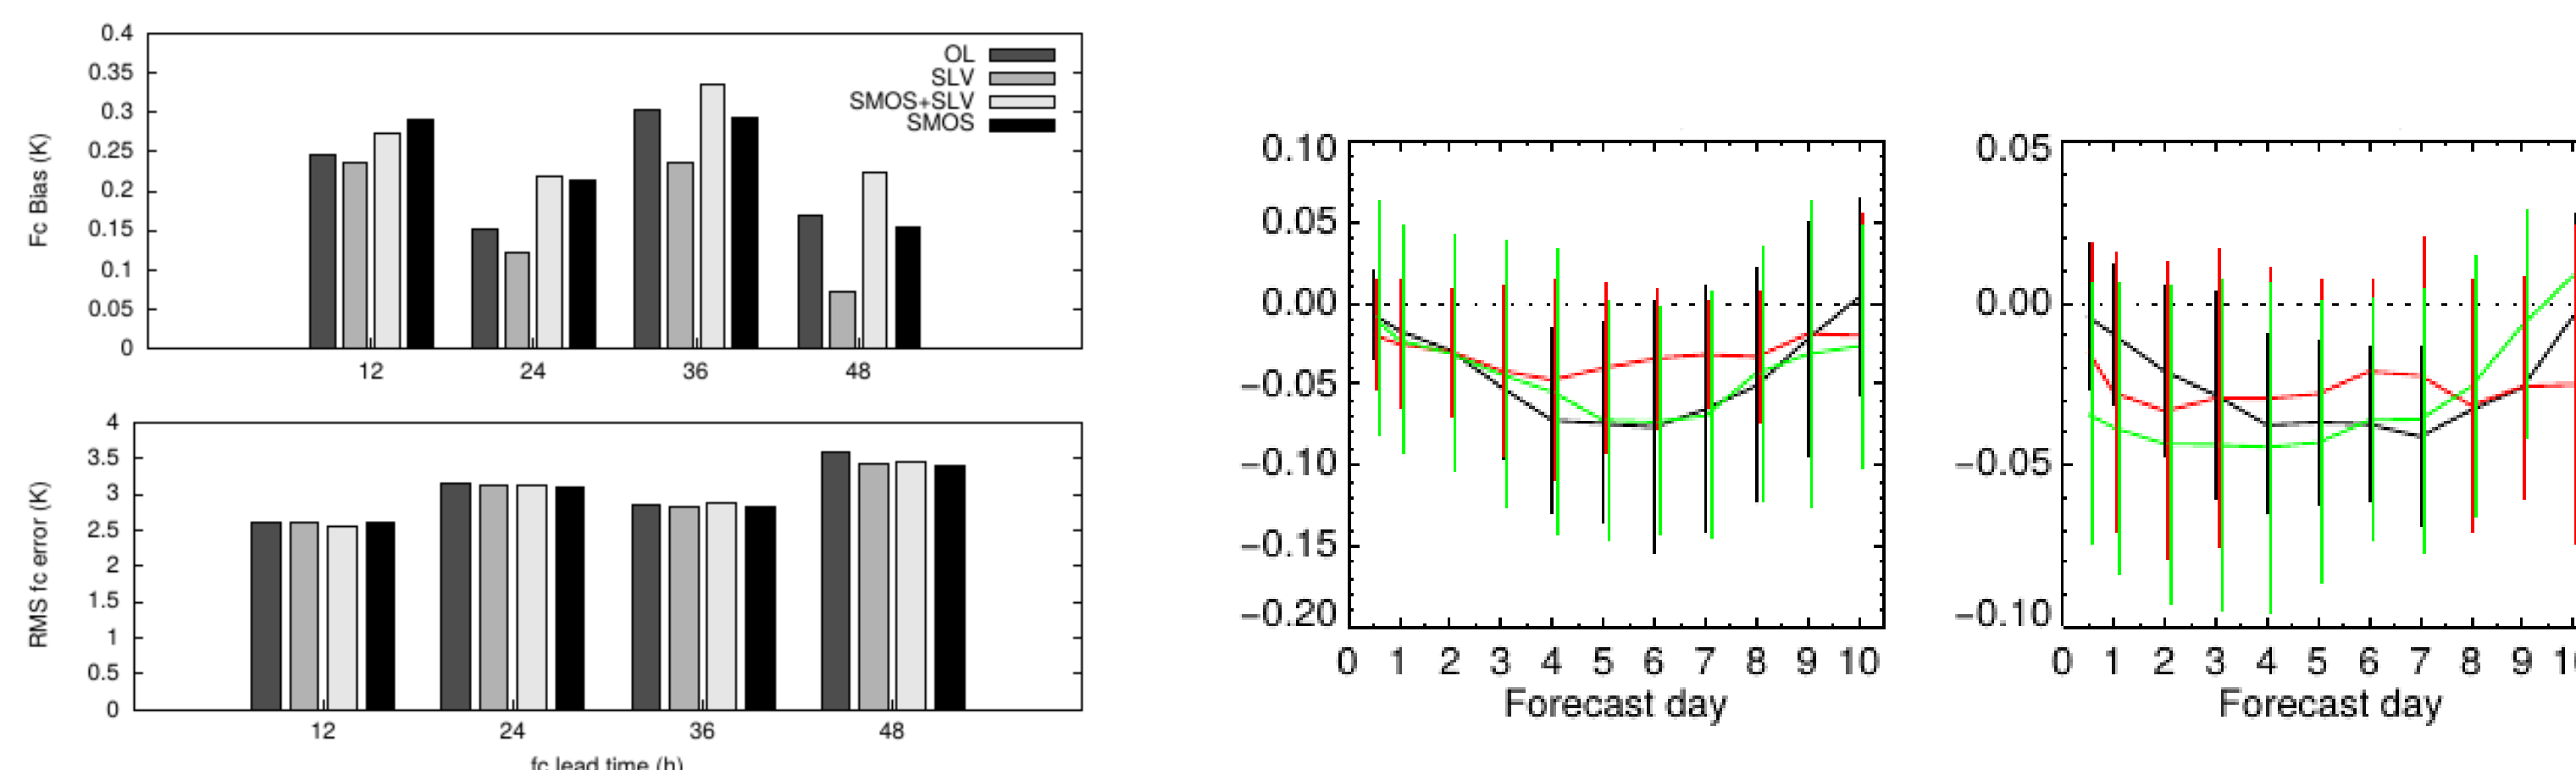 Fc Bias (K)
0.4
0.35
0.3
0.25
0.2
0.15
0.1
0.05
0
OL
SLV
SMOS+SLV
SMOS
12 24 36 48
RMS fc error (K)
4
3.5
3
2.5
2
1.5
1
0.5
0
12 24 36 48
fc lead time (h)
0.10
0.05
0.00
−0.05
−0.10
−0.15
−0.20
0 1 2 3 4 5 6 7 8 9 10
Forecast day
0.05
0.00
−0.05
−0.10
0 1 2 3 4 5 6 7 8 9
Forecast day